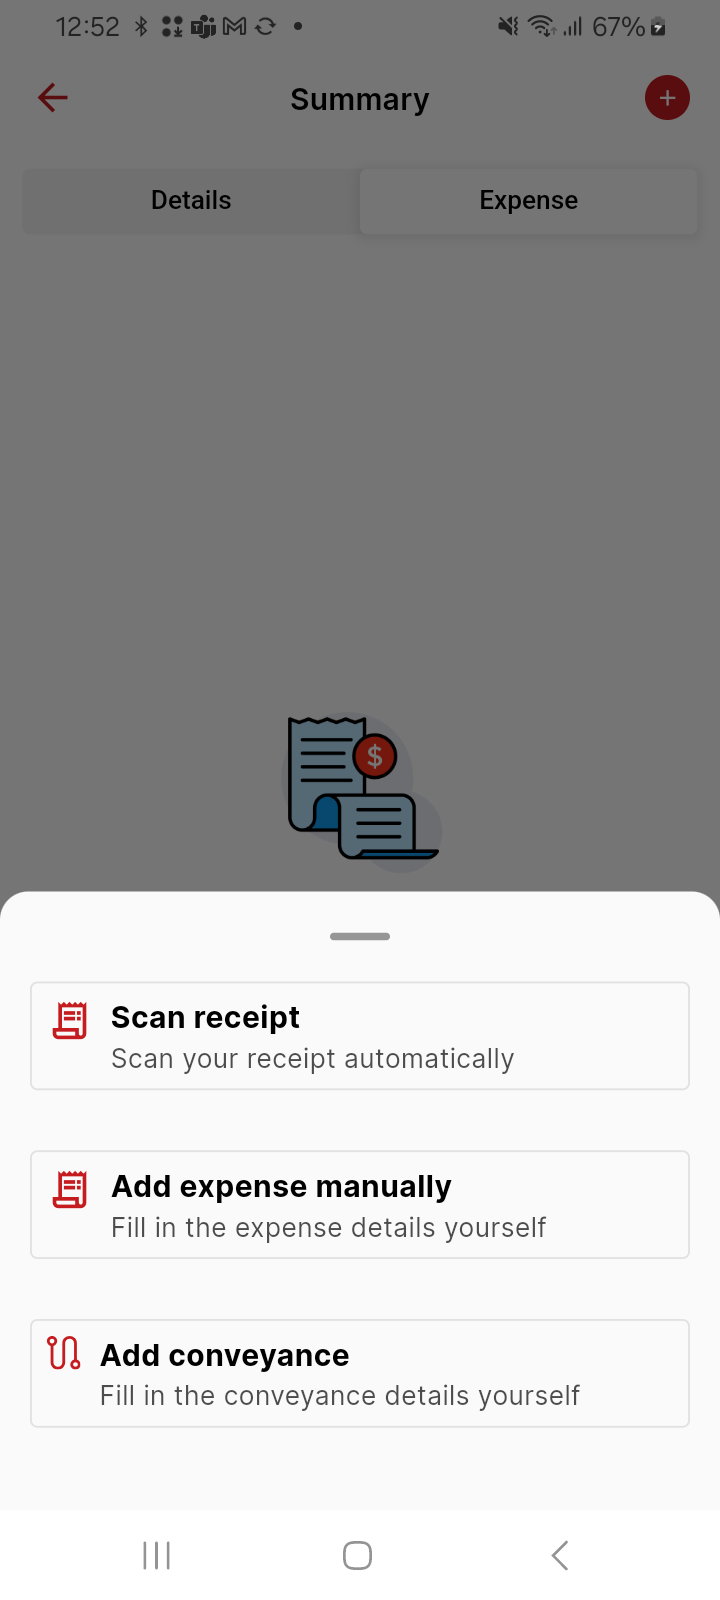 12:52
67%
Summary
Details
Expense
$
Scan receipt
Scan your receipt automatically
Add expense manually
Fill in the expense details yourself
Add conveyance
Fill in the conveyance details yourself